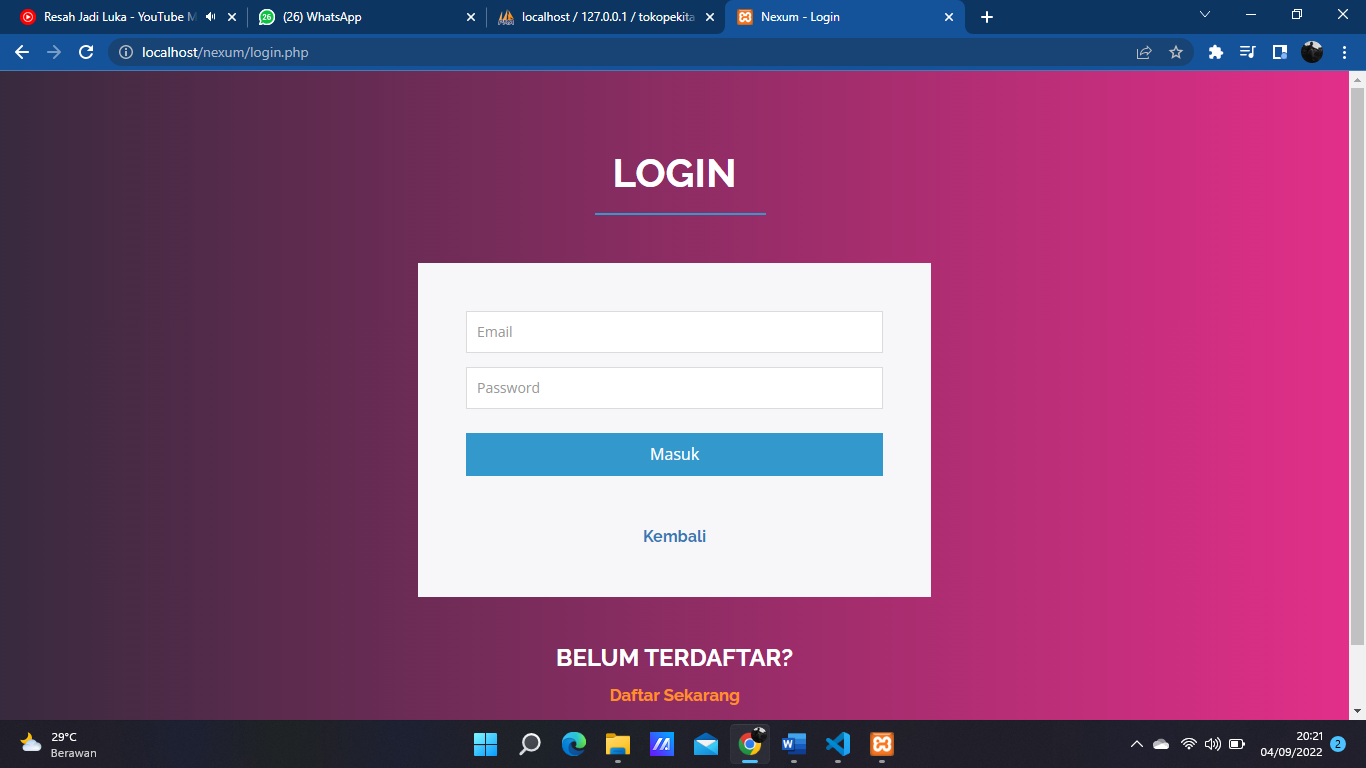 Resah Jadi Luka - YouTube M
(26) WhatsApp
localhost / 127.0.0.1 / tokopekita
Nexum - Login
localhost/nexum/login.php
LOGIN
Email
Password
Masuk
Kembali
BELUM TERDAFTAR?
Daftar Sekarang
29°C
Berawan
20:21
04/09/2022
2